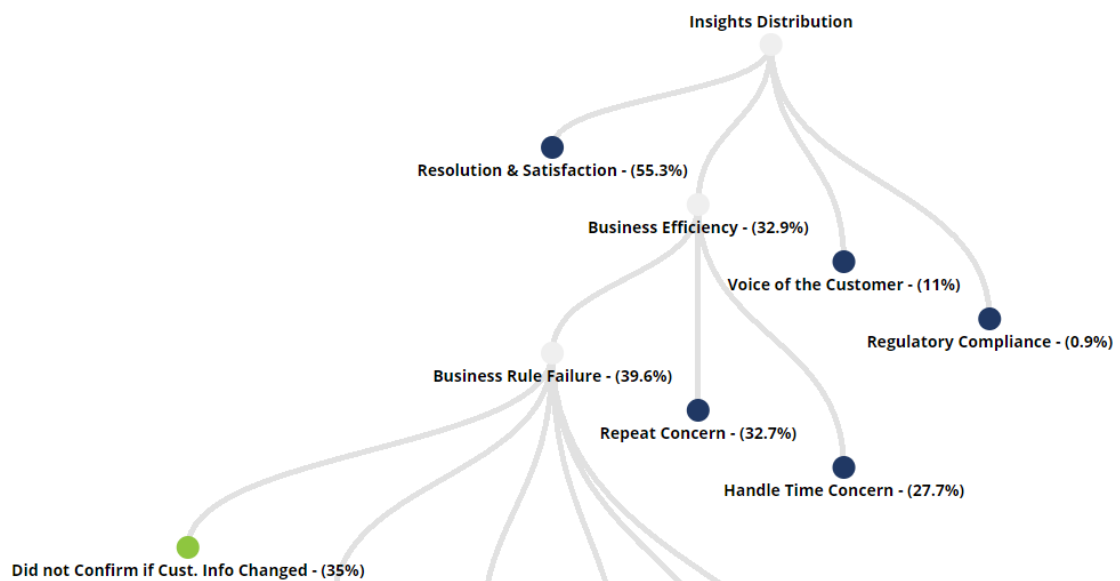 Insights Distribution
Resolution & Satisfaction - (55.3%)
Business Efficiency - (32.9%)
Voice of the Customer - (11%)
Regulatory Compliance - (0.9%)
Business Rule Failure - (39.6%)
Repeat Concern - (32.7%)
Handle Time Concern - (27.7%)
Did not Confirm if Cust. Info Changed - (35%)